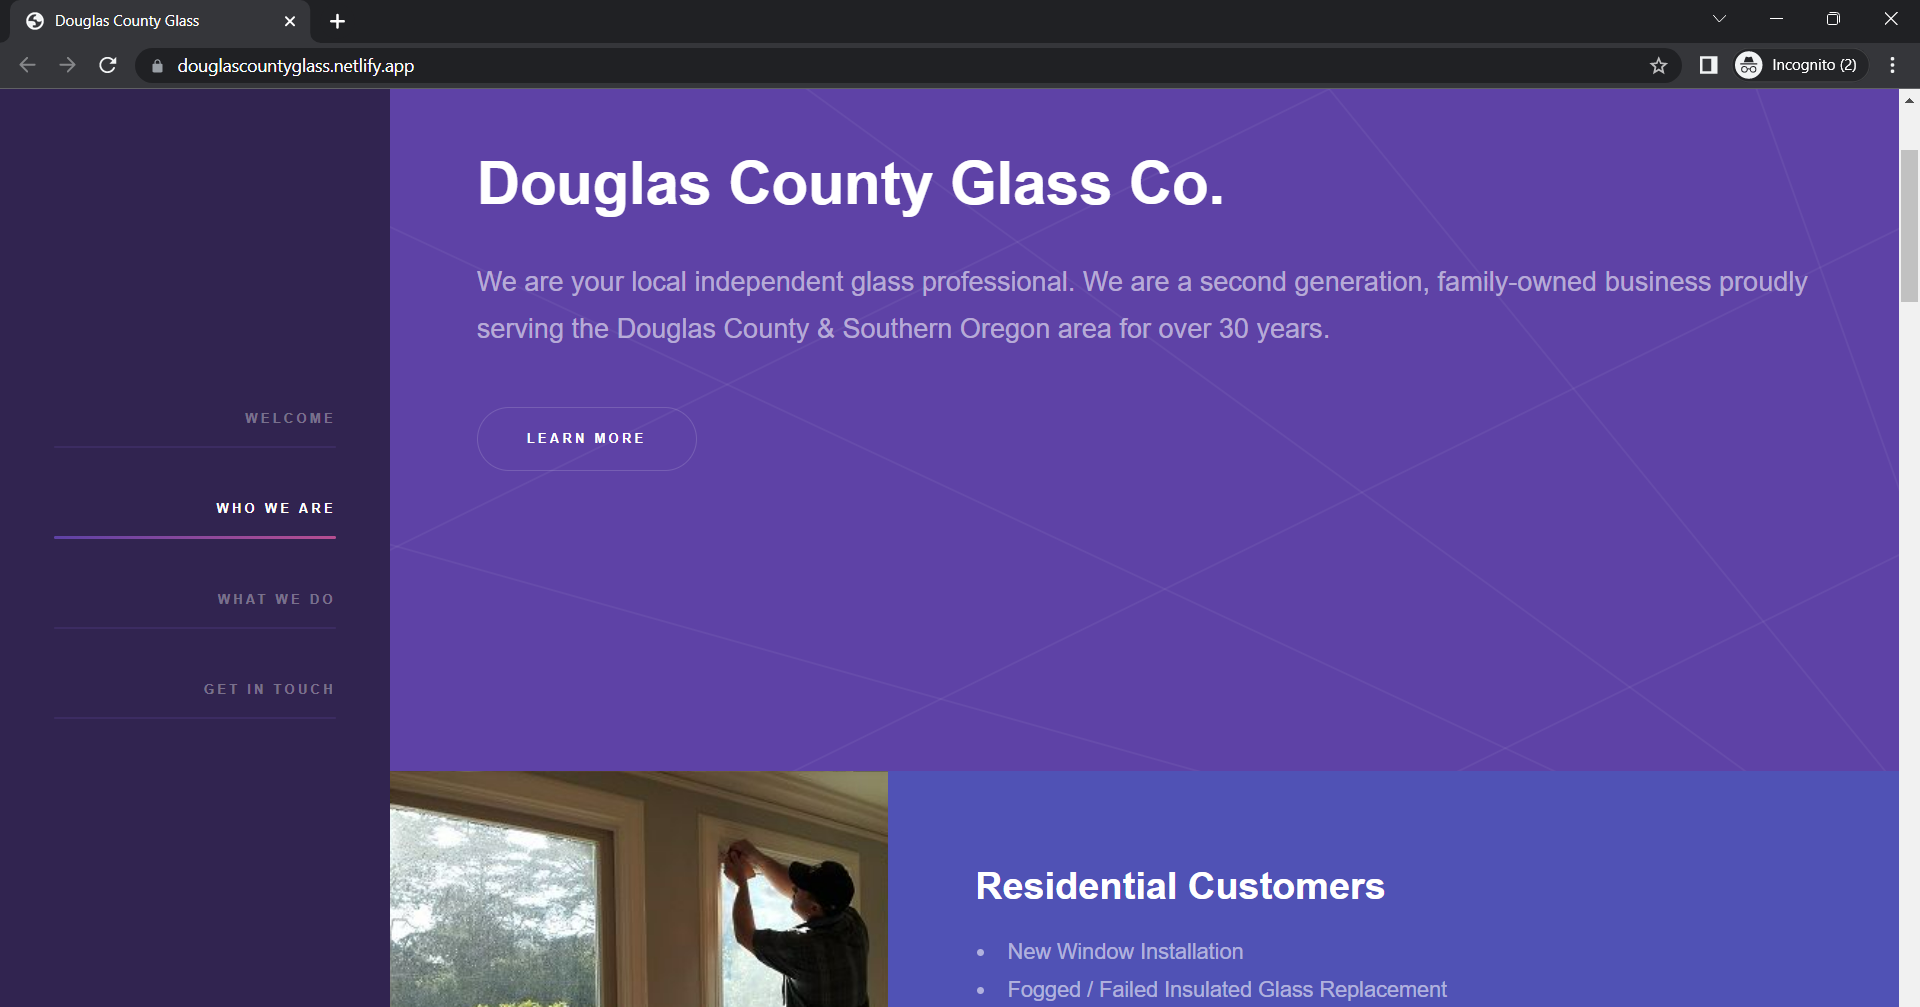 Douglas County Glass
douglascountyglass.netlify.app
Incognito (2)
WELCOME
WHO WE ARE
WHAT WE DO
GET IN TOUCH
Douglas County Glass Co.
We are your local independent glass professional. We are a second generation, family-owned business proudly
serving the Douglas County & Southern Oregon area for over 30 years.
LEARN MORE
Residential Customers
• New Window Installation
• Fogged / Failed Insulated Glass Replacement